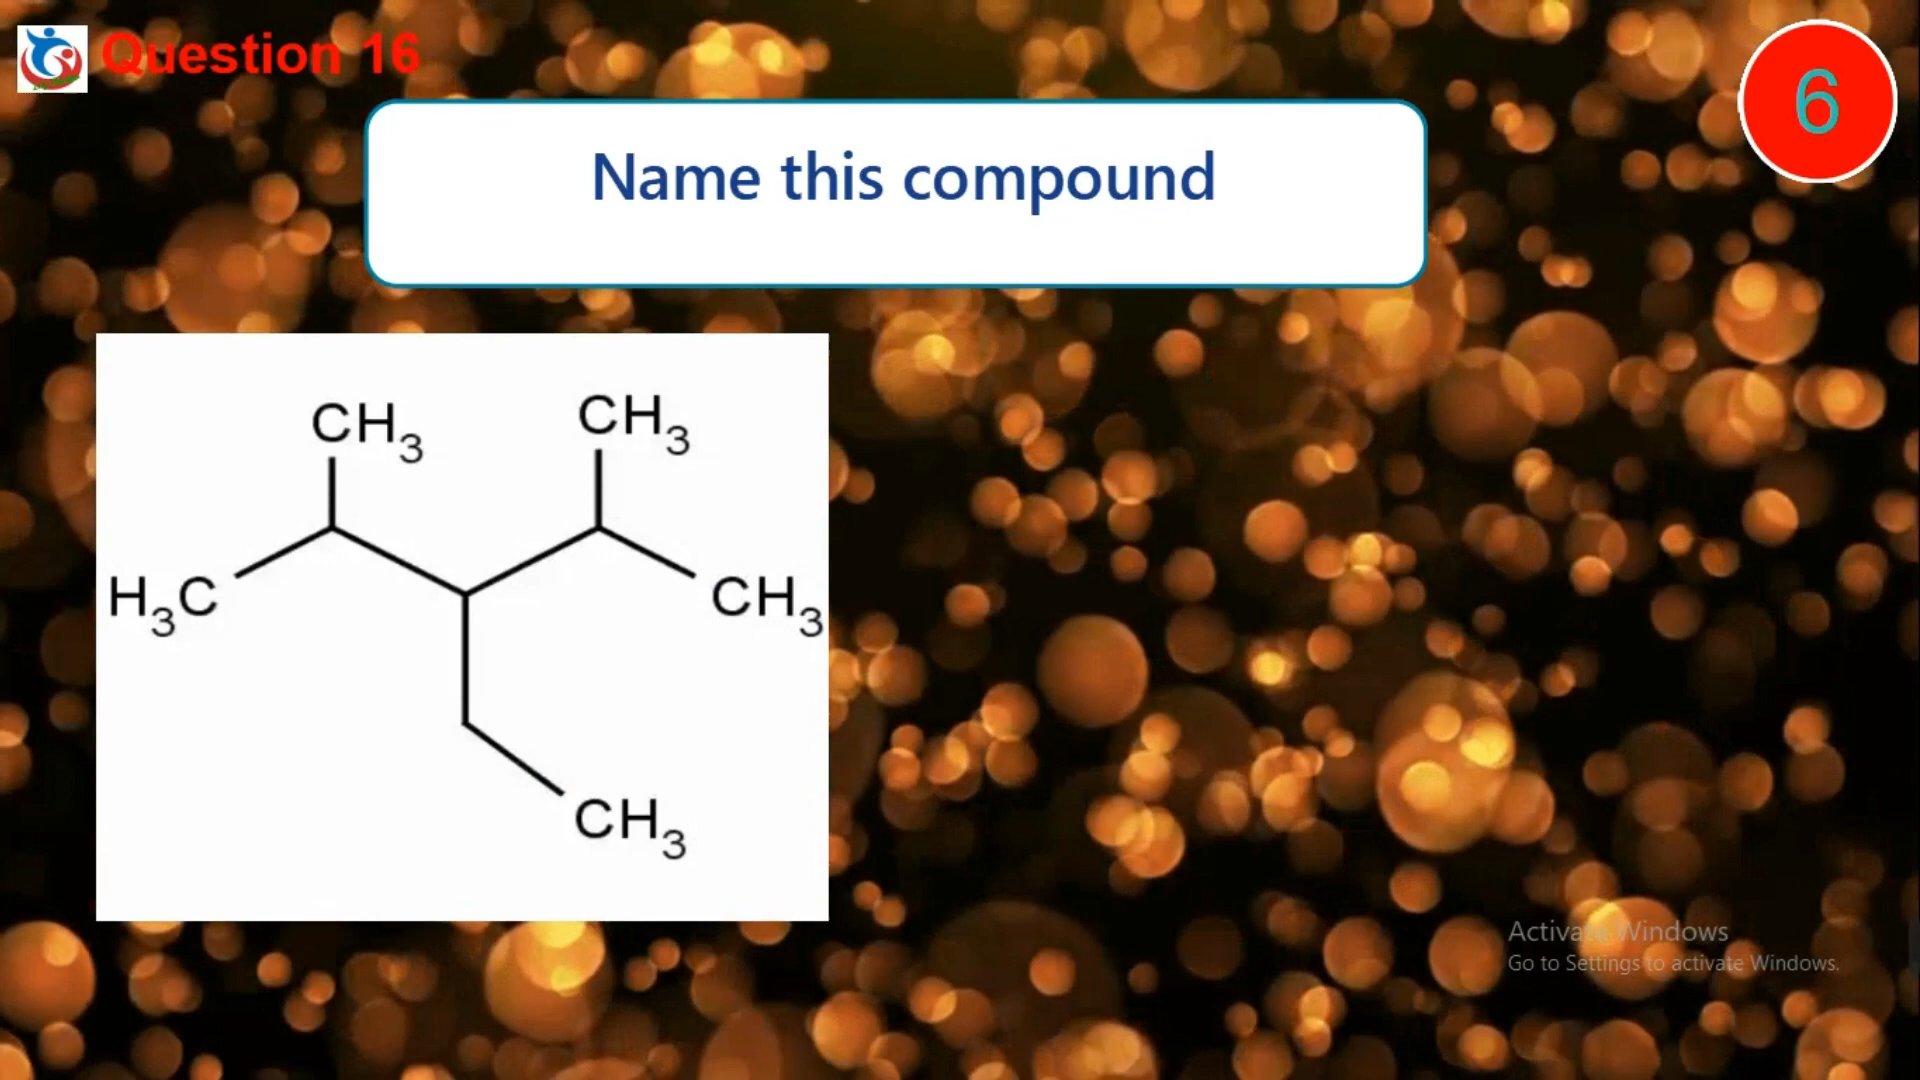 Question 16
6
Name this compound
CH3
CH3
H3C
CH3
CH3
Activate Windows
Go to Settings to activate Windows.